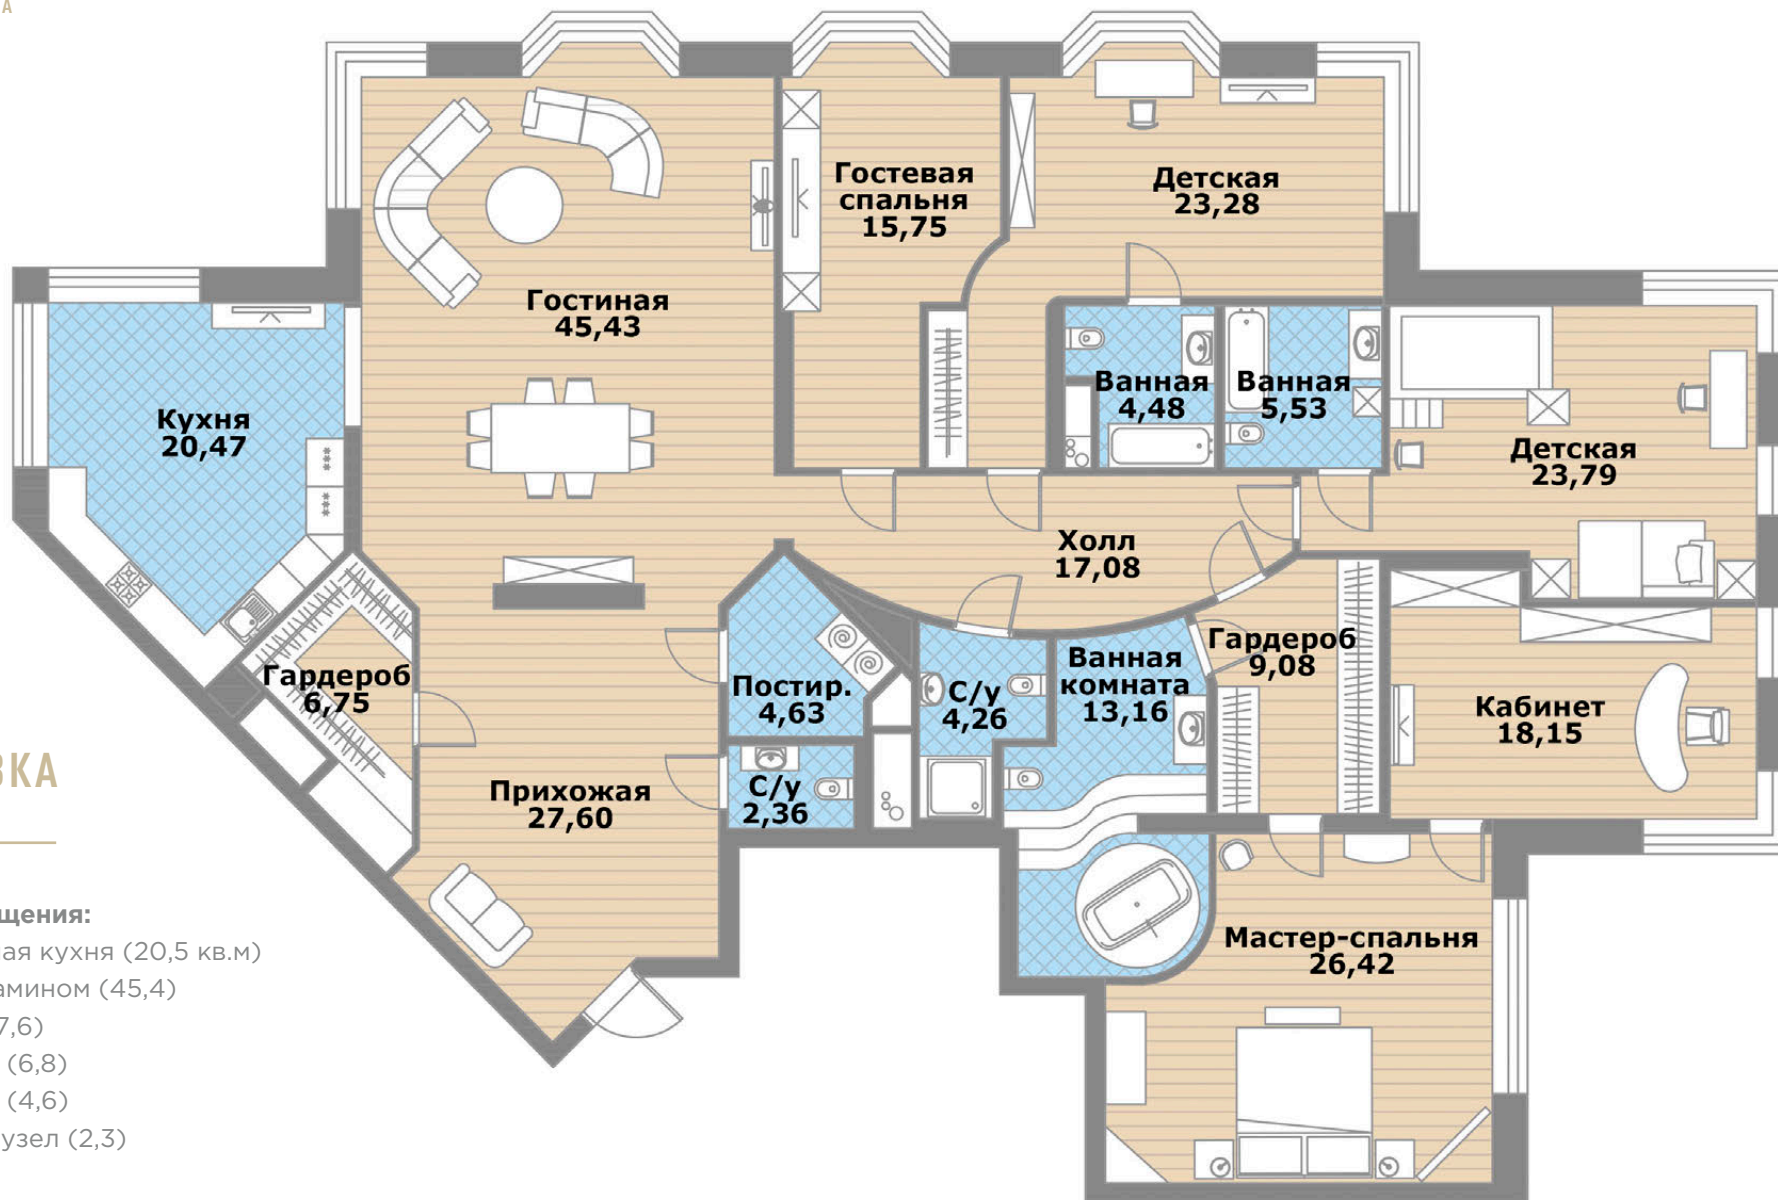 А
Гостиная
45,43
Гостевая
спальня
15,75
Детская
23,28
Кухня
20,47
Ванная
4,48
Ванная
5,53
Детская
23,79
Холл
17,08
Гардероб
6,75
Постир.
4,63
С/у
4,26
Ванная
комната
13,16
Гардероб
9,08
Кабинет
18,15
Прихожая
27,60
С/у
2,36
Мастер-спальня
26,42
ВКА
щения:
ая кухня (20,5 кв.м)
амином (45,4)
7,6)
(6,8)
(4,6)
узел (2,3)